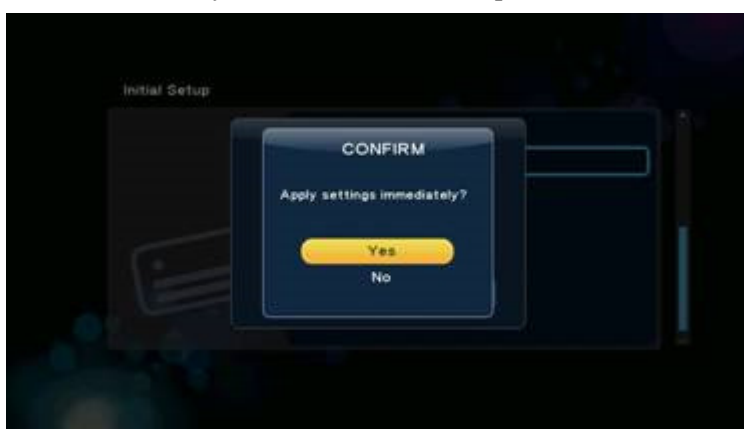 Initial Setup
CONFIRM
Apply settings immediately?
Yes
No